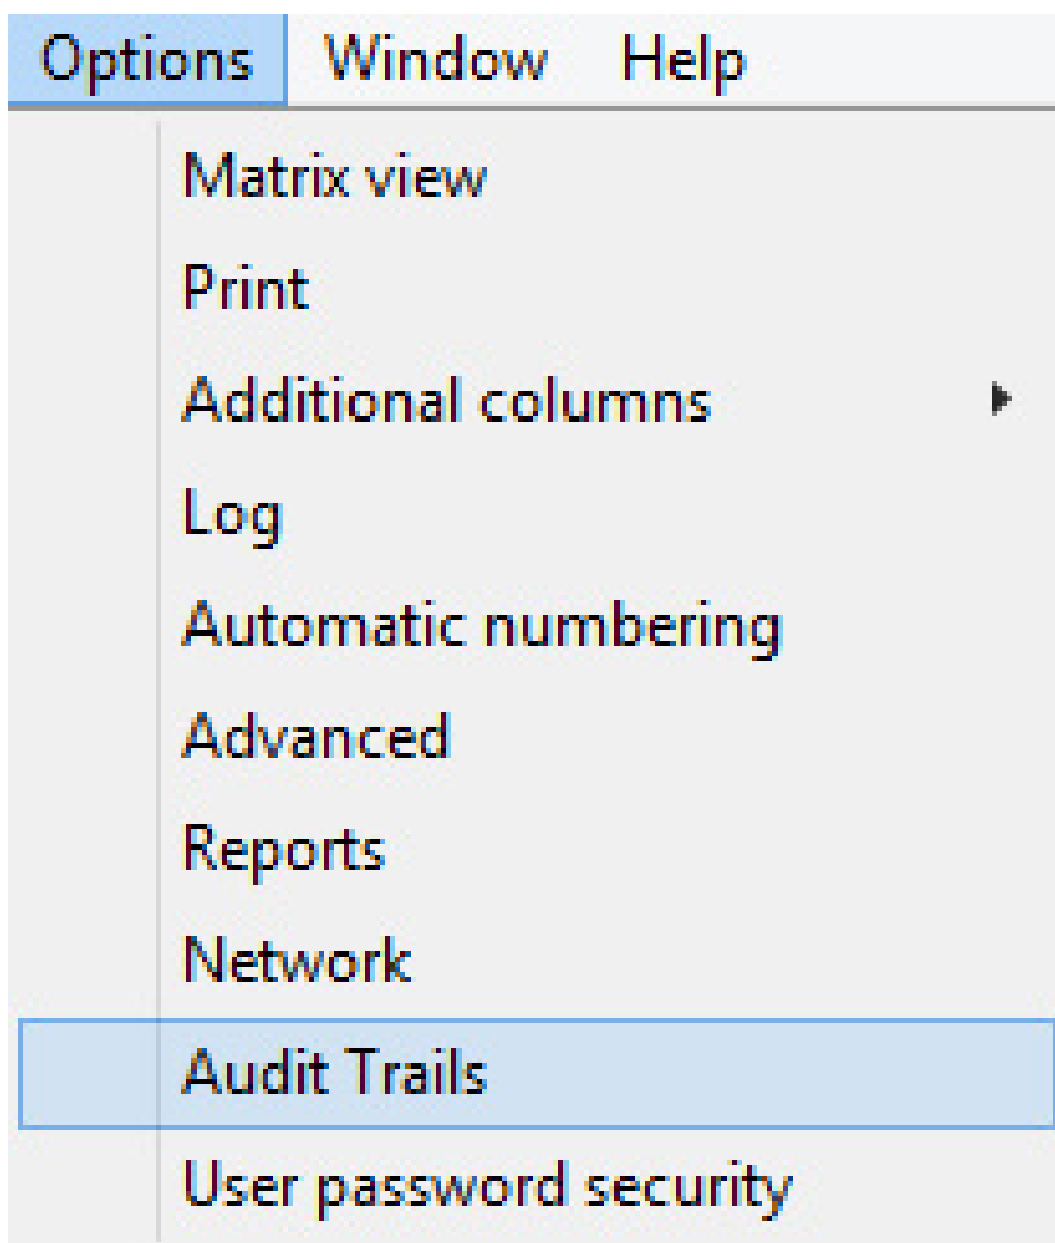 Options Window Help
Matrix view
Print
Additional columns
Log
Automatic numbering
Advanced
Reports
Network
Audit Trails
User password security